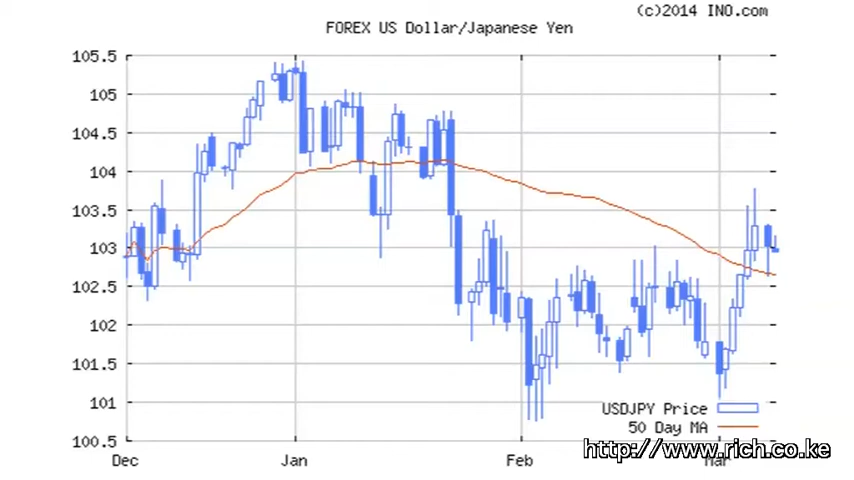 (c)2014 INO.com
FOREX US Dollar/Japanese Yen
105.5
105
104.5
104
103.5
103
102.5
102
101.5
101
100.5
USDJPY Price
50 Day MA
Dec Jan Feb Mar
http://www.rich.co.ke